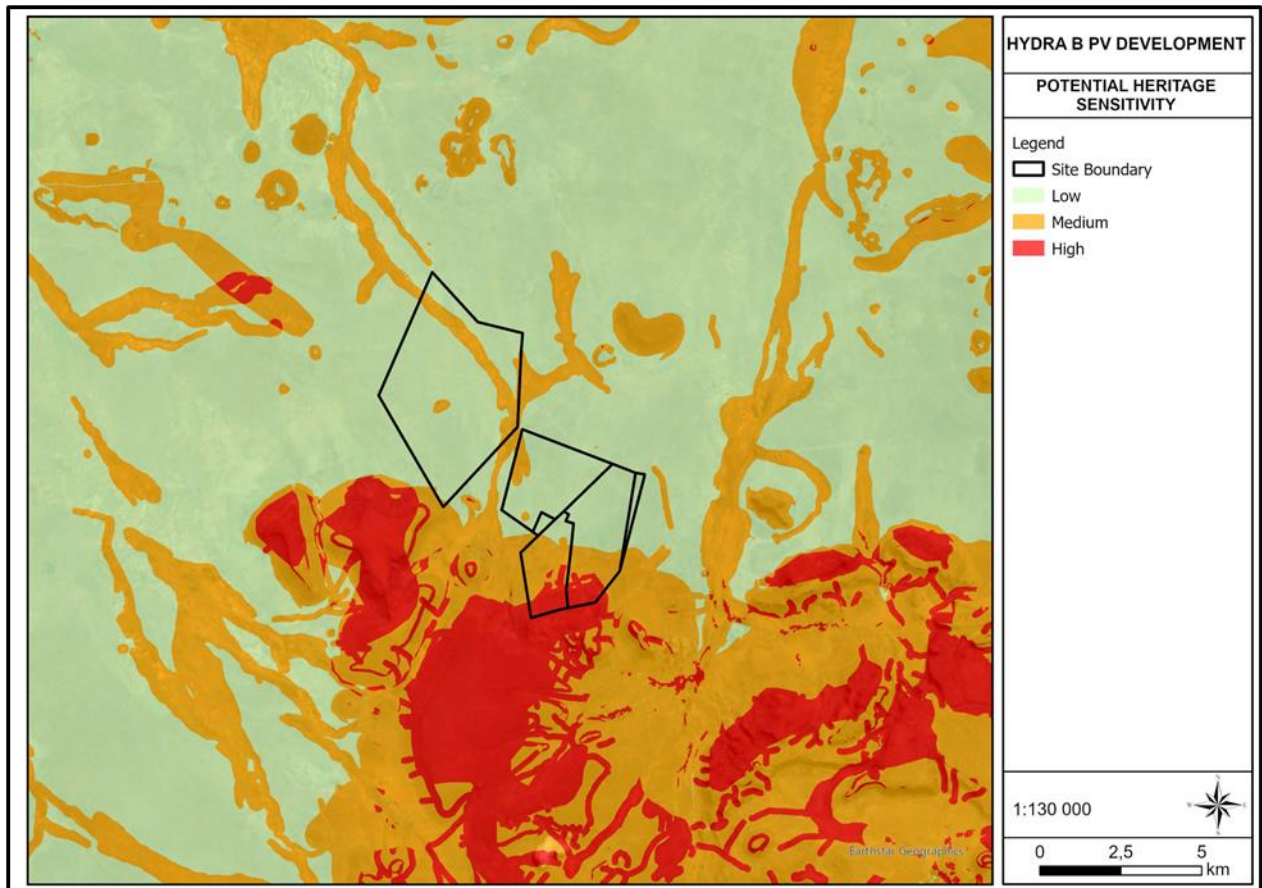 HYDRA B PV DEVELOPMENT
POTENTIAL HERITAGE
SENSITIVITY
Legend
Site Boundary
Low
Medium
High
Earthstar Geographics
1:130 000
0 2,5 5
km